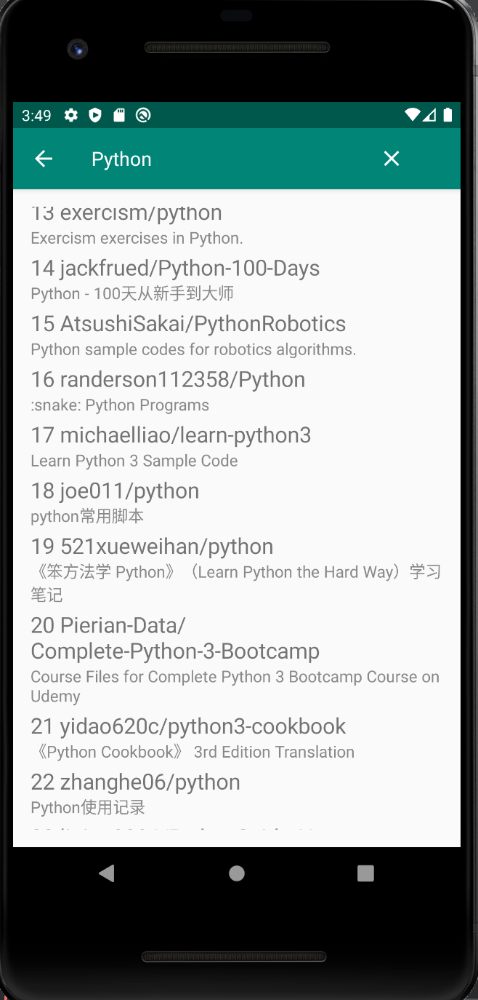 3:49
Python
13 exercism/python
Exercism exercises in Python.
14 jackfrued/Python-100-Days
Python - 100天从新手到大师
15 AtsushiSakai/PythonRobotics
Python sample codes for robotics algorithms.
16 randerson112358/Python
:snake: Python Programs
17 michaelliao/learn-python3
Learn Python 3 Sample Code
18 joe011/python
python常用脚本
19 521xueweihan/python
《笨方法学 Python》（Learn Python the Hard Way）学习
笔记
20 Pierian-Data/
Complete-Python-3-Bootcamp
Course Files for Complete Python 3 Bootcamp Course on
Udemy
21 yidao620c/python3-cookbook
《Python Cookbook》 3rd Edition Translation
22 zhanghe06/python
Python使用记录